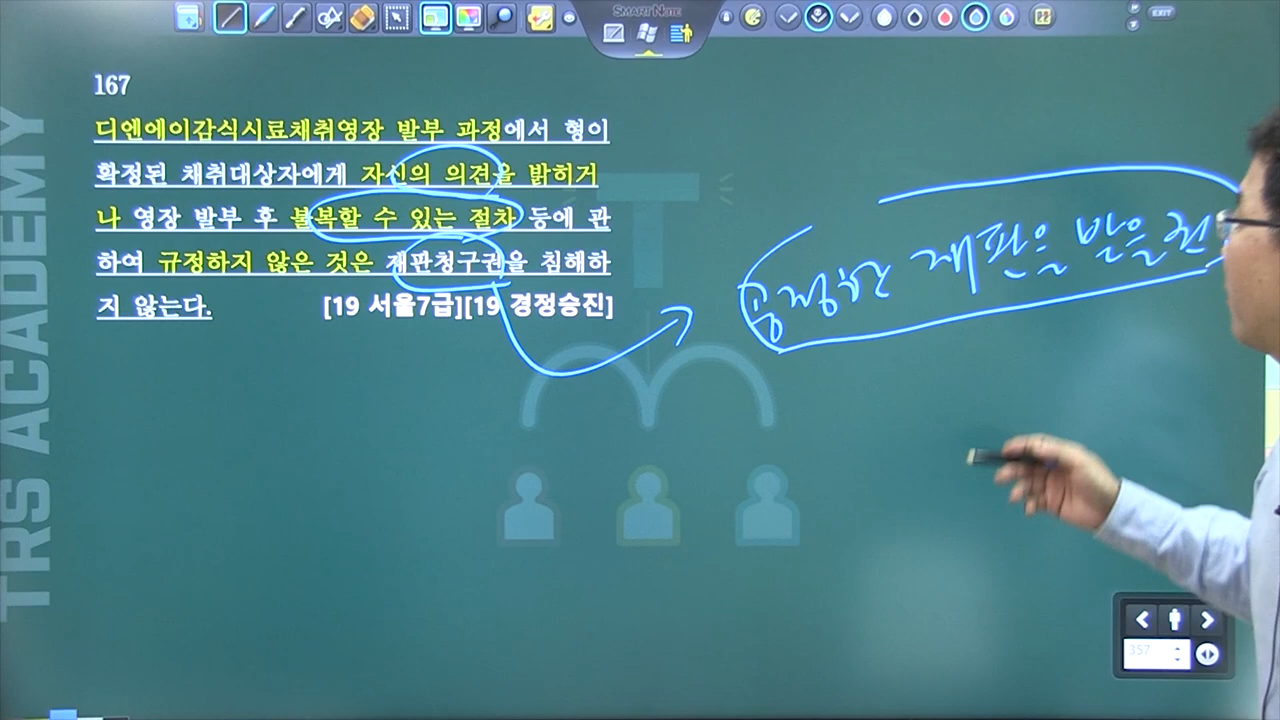 SMART NOTE
EXIT
167
디엔에이감식시료채취영장 발부 과정에서 형이
확정된 채취대상자에게 자신의 의견을 밝히거
나 영장 발부 후 불복할 수 있는 절차 등에 관
하여 규정하지 않은 것은 재판청구권을 침해하
지 않는다. [19 서울7급][19 경정승진]
공정한 재판을 받을 권
TRS ACADEMY
357